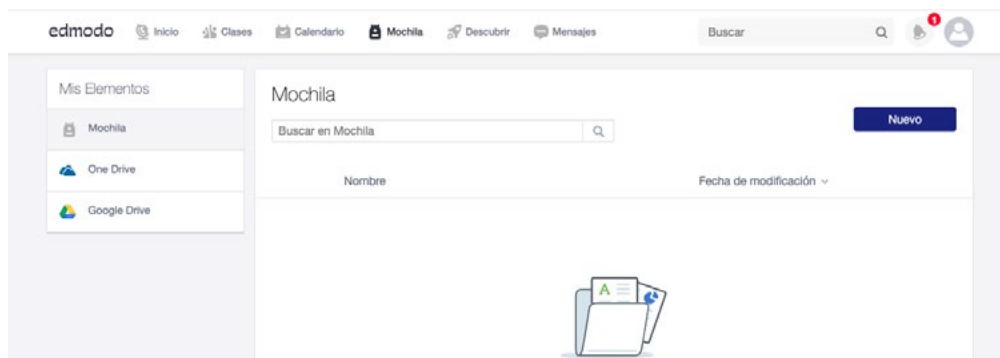 edmodo Inicio Clases Calendario Mochila Descubrir Mensajes Buscar 1
Mis Elementos
Mochila
One Drive
Google Drive
Mochila
Buscar en Mochila
Nuevo
Nombre Fecha de modificación
A